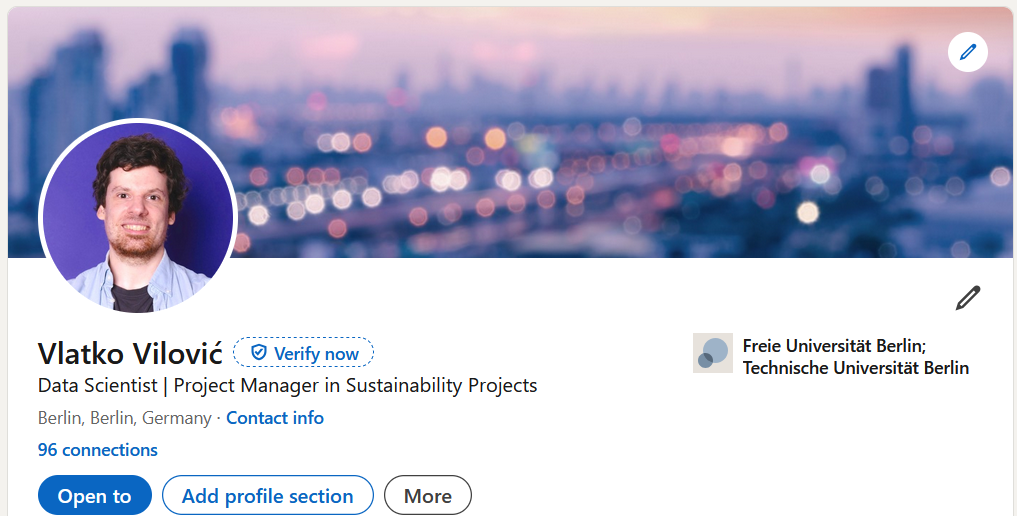 Vlatko Vilović Verify now
Data Scientist | Project Manager in Sustainability Projects
Berlin, Berlin, Germany · Contact info
96 connections
Open to Add profile section More
Freie Universität Berlin;
Technische Universität Berlin